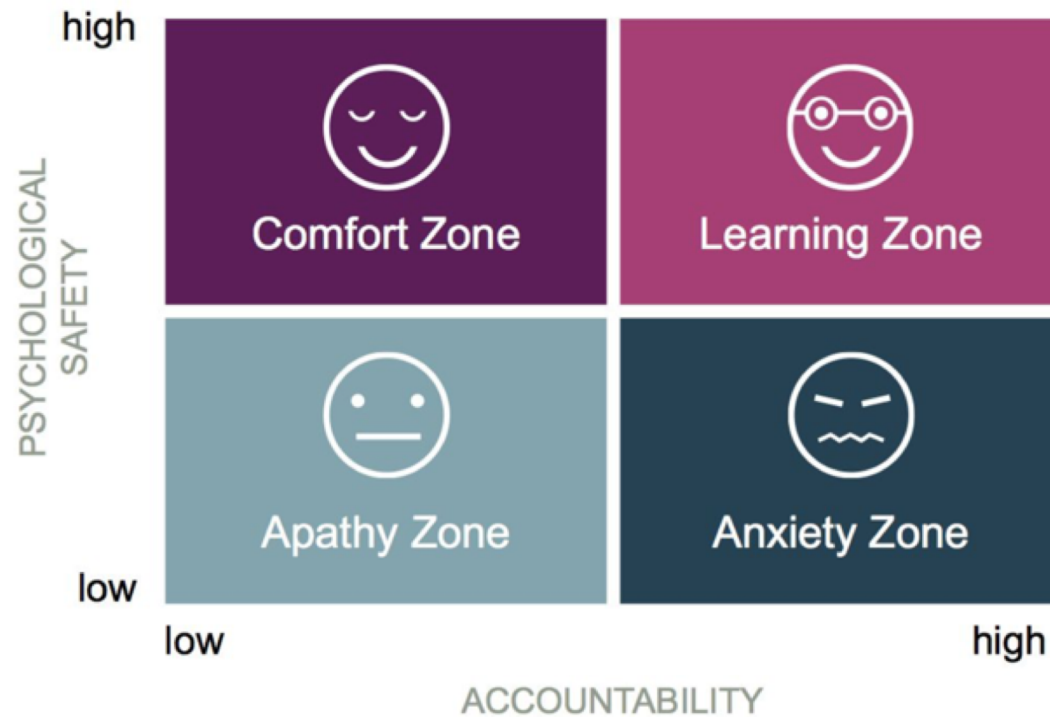 high
PSYCHOLOGICAL
SAFETY
Comfort Zone
Learning Zone
Apathy Zone
Anxiety Zone
low
low
high
ACCOUNTABILITY